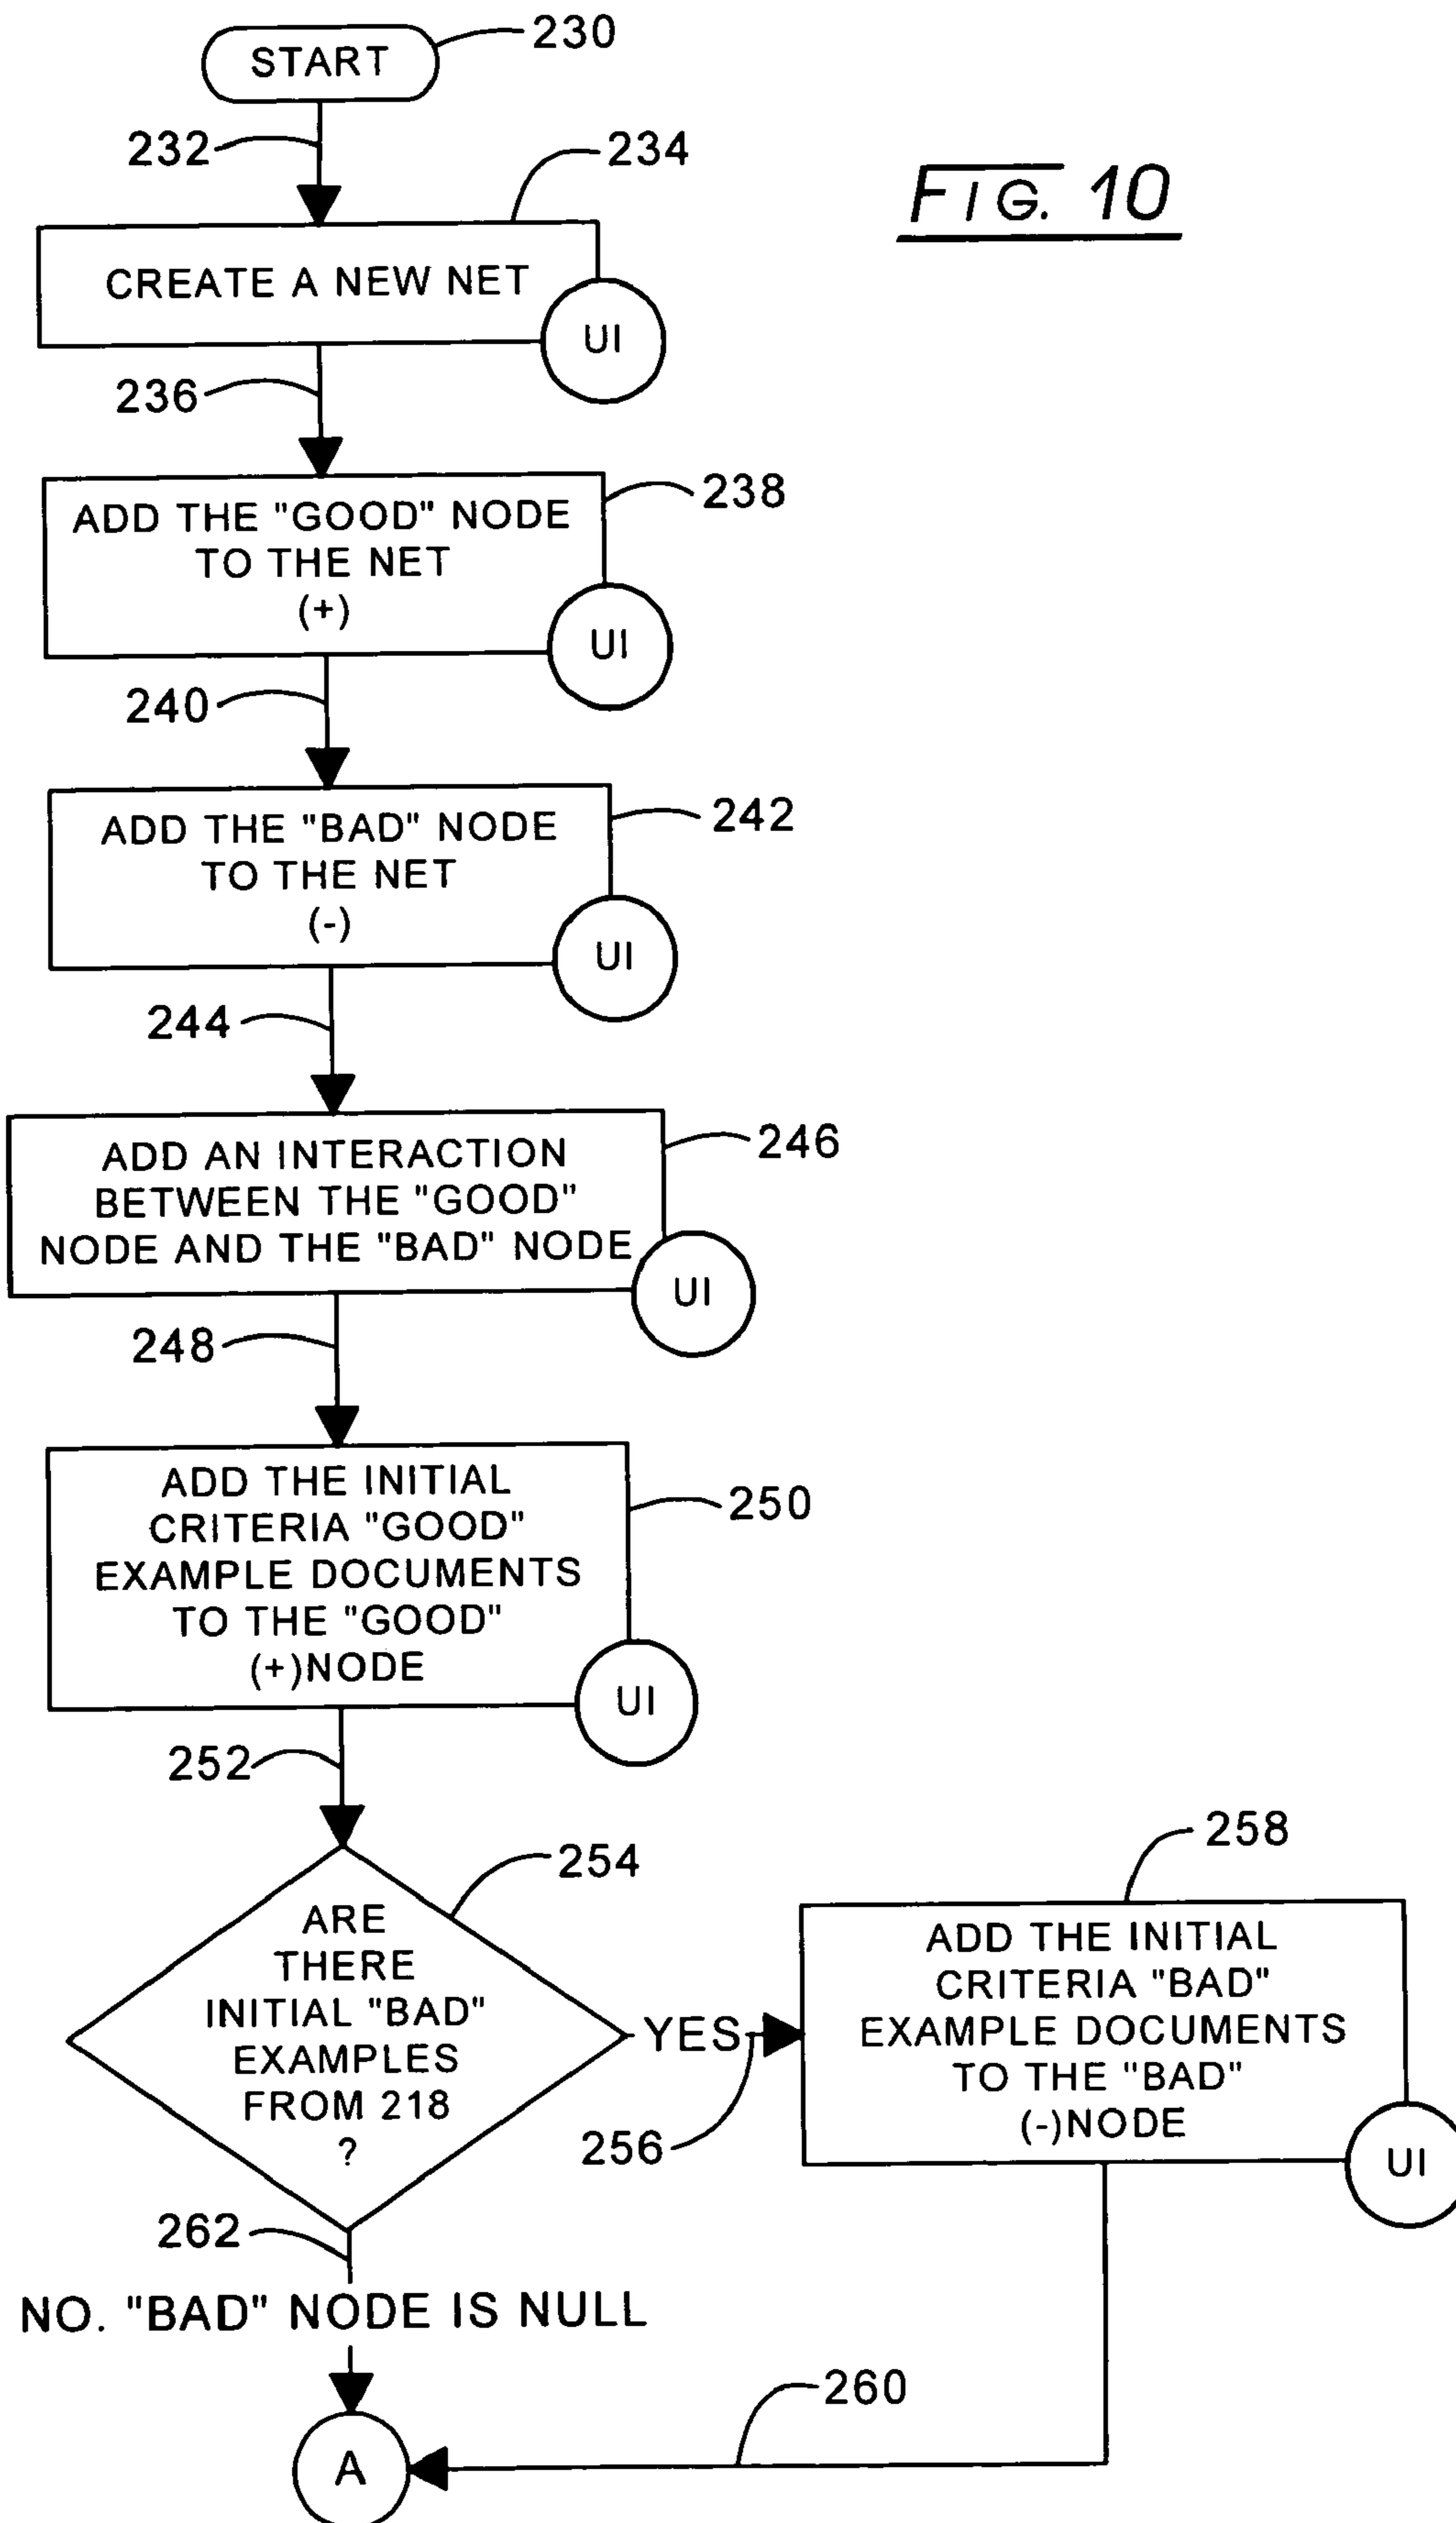 START
230
232
234
FIG. 10
CREATE A NEW NET
UI
236
ADD THE "GOOD" NODE
TO THE NET
(+)
238
UI
240
ADD THE "BAD" NODE
TO THE NET
(-)
242
UI
244
ADD AN INTERACTION
BETWEEN THE "GOOD"
NODE AND THE "BAD" NODE
246
UI
248
ADD THE INITIAL
CRITERIA "GOOD"
EXAMPLE DOCUMENTS
TO THE "GOOD"
(+)NODE
250
UI
252
254
ARE
THERE
INITIAL "BAD"
EXAMPLES
FROM 218
?
YES
256
258
ADD THE INITIAL
CRITERIA "BAD"
EXAMPLE DOCUMENTS
TO THE "BAD"
(-)NODE
UI
262
NO. "BAD" NODE IS NULL
260
A